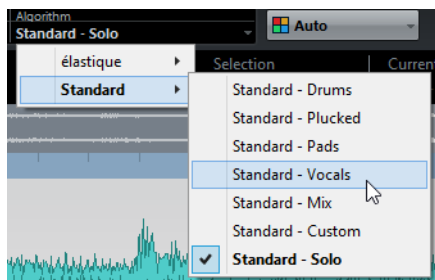 Algorithm
Standard - Solo
Auto
élastique
Standard
Selection
Curren
Standard - Drums
Standard - Plucked
Standard - Pads
Standard - Vocals
Standard - Mix
Standard - Custom
Standard - Solo